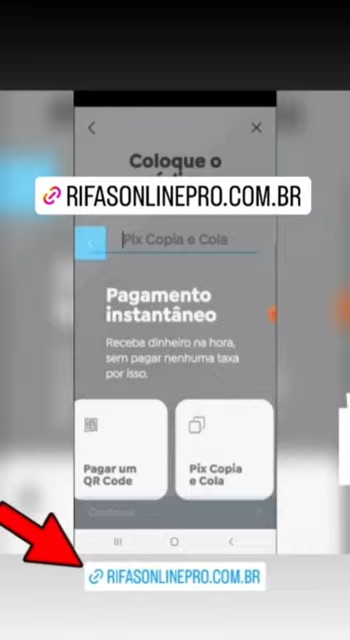 Coloque o
RIFASONLINEPRO.COM.BR
Pix Copia e Cola
Pagamento
instantâneo
Receba dinheiro na hora,
sem pagar nenhuma taxa
por isso.
Pagar um
QR Code
Pix Copia
e Cola
Continuar
RIFASONLINEPRO.COM.BR